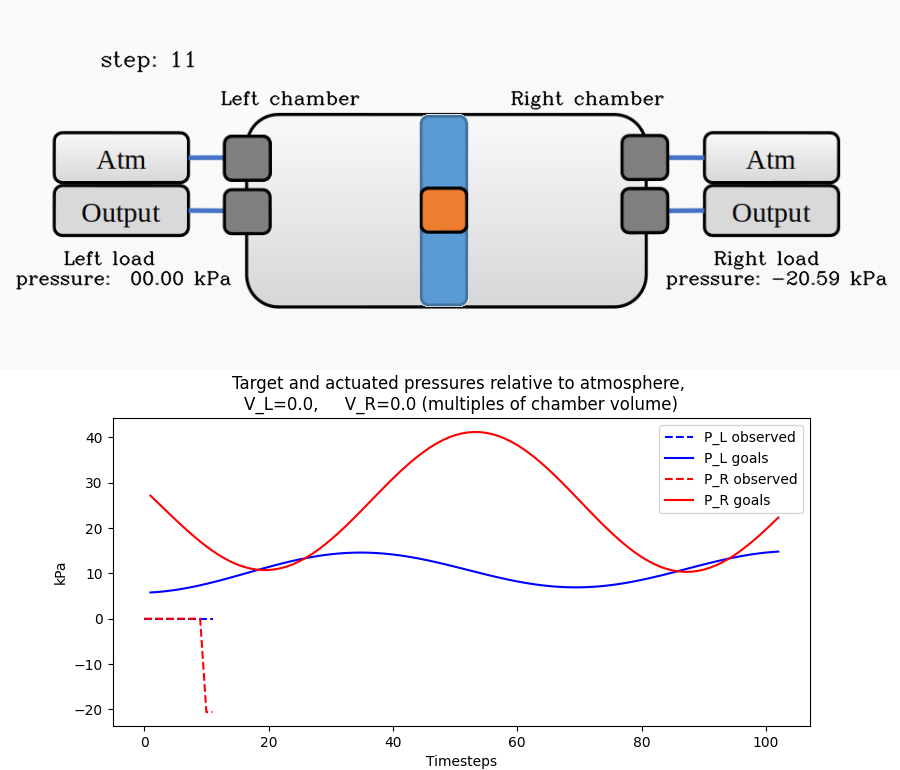 step: 11
Left chamber
Right chamber
Atm
Atm
Output
Output
Left load
pressure: 00.00 kPa
Right load
pressure: −20.59 kPa
Target and actuated pressures relative to atmosphere,
V_L=0.0, V_R=0.0 (multiples of chamber volume)
P_L observed
P_L goals
P_R observed
P_R goals
kPa
40
30
20
10
0
−10
−20
0
20
40
60
80
100
Timesteps